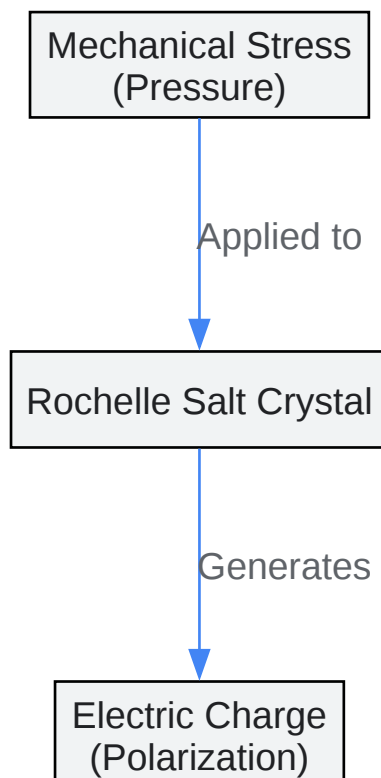 Mechanical Stress
(Pressure)
Applied to
Rochelle Salt Crystal
Generates
Electric Charge
(Polarization)